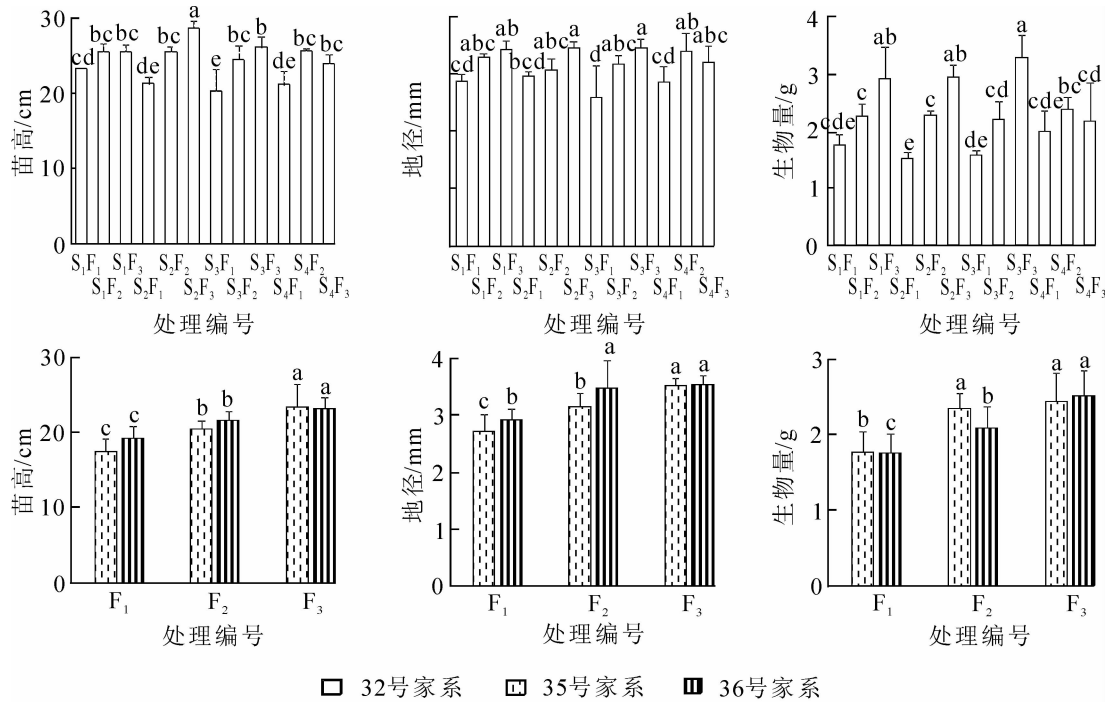 30
20
10
0
苗高/cm
cd
bc
bc
de
bc
a
e
bc
b
de
bc
bc
S₁F₁ S₁F₃ S₂F₂ S₃F₁ S₃F₃ S₄F₂
S₁F₂ S₂F₁ S₂F₃ S₃F₂ S₄F₁ S₄F₃
处理编号
地径/mm
cd
abc
ab
bcd
abc
a
d
abc
a
cd
abc
abc
S₁F₁ S₁F₃ S₂F₂ S₃F₁ S₃F₃ S₄F₂
S₁F₂ S₂F₁ S₂F₃ S₃F₂ S₄F₁ S₄F₃
处理编号
4
3
2
1
0
生物量/g
cde
c
ab
e
c
ab
de
cd
a
cde
bc
cd
S₁F₁ S₁F₃ S₂F₂ S₃F₁ S₃F₃ S₄F₂
S₁F₂ S₂F₁ S₂F₃ S₃F₂ S₄F₁ S₄F₃
处理编号
30
20
10
0
苗高/cm
c c
b b
a a
F₁ F₂ F₃
处理编号
4
3
2
1
0
地径/mm
c b
b a
a a
F₁ F₂ F₃
处理编号
3
2
1
0
生物量/g
b c
a b
a a
F₁ F₂ F₃
处理编号
32号家系 35号家系 36号家系